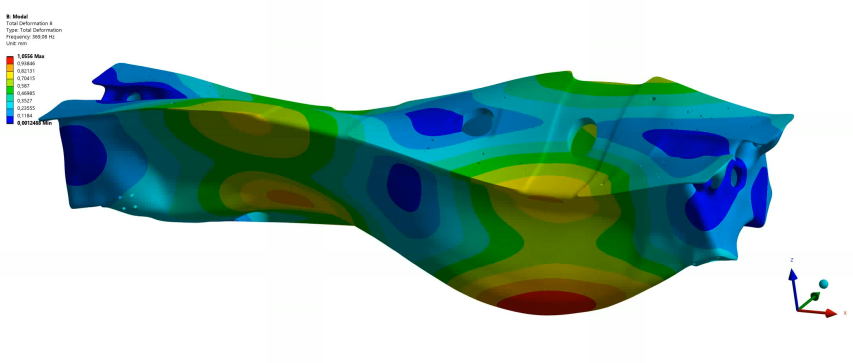 B: Modal
Total Deformation 8
Type: Total Deformation
Frequency: 369,08 Hz
Unit: mm
1,0556 Max
0,93846
0,82131
0,70415
0,587
0,46985
0,3527
0,23555
0,1184
0,0012488 Min
Z
X